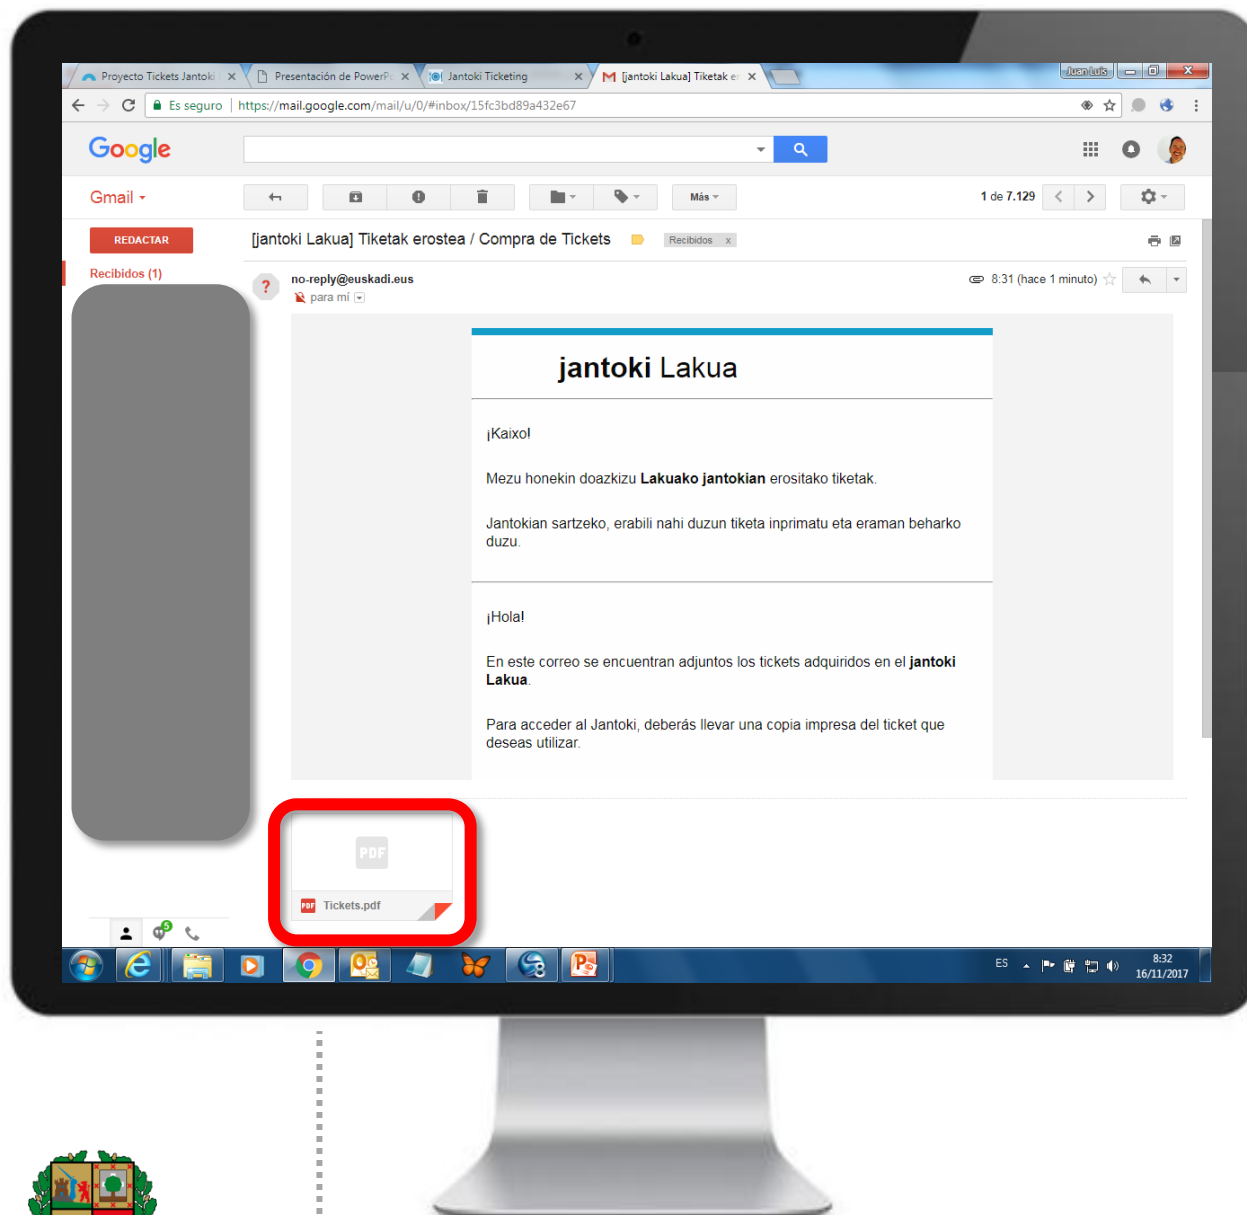 Proyecto Tickets Jantoki
Presentación de PowerPo
Jantoki Ticketing
[jantoki Lakua] Tiketak er
Juan Luis
Es seguro
https://mail.google.com/mail/u/0/#inbox/15fc3bd89a432e67
Google
Gmail
Más
1 de 7.129
REDACTAR
[jantoki Lakua] Tiketak erostea / Compra de Tickets
Recibidos x
Recibidos (1)
?
no-reply@euskadi.eus
8:31 (hace 1 minuto)
para mí
jantoki Lakua
¡Kaixo!
Mezu honekin doazkizu Lakuako jantokian erositako tiketak.
Jantokian sartzeko, erabili nahi duzun tiketa inprimatu eta eraman beharko
duzu.
¡Hola!
En este correo se encuentran adjuntos los tickets adquiridos en el jantoki
Lakua.
Para acceder al Jantoki, deberás llevar una copia impresa del ticket que
deseas utilizar.
PDF
PDF Tickets.pdf
5
ES
8:32
16/11/2017